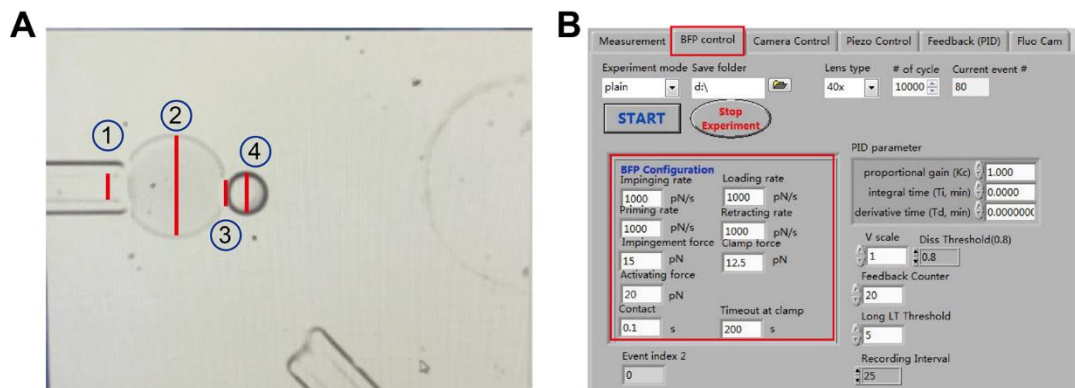 A
1
2
3
4
B
Measurement BFP control Camera Control Piezo Control Feedback (PID) Fluo Cam
Experiment mode Save folder Lens type # of cycle Current event #
plain d:\ 40x 10000 80
START Stop Experiment
PID parameter
BFP Configuration
proportional gain (Kc) 1.000
integral time (Ti, min) 0.0000
derivative time (Td, min) 0.0000000
Impinging rate Loading rate
1000 pN/s 1000 pN/s
Priming rate Retracting rate
1000 pN/s 1000 pN/s
Impingement force Clamp force
15 pN 12.5 pN
Activating force
20 pN
Contact Timeout at clamp
0.1 s 200 s
V scale Diss Threshold(0.8)
1 0.8
Feedback Counter
20
Long LT Threshold
5
Event index 2 Recording Interval
0 25